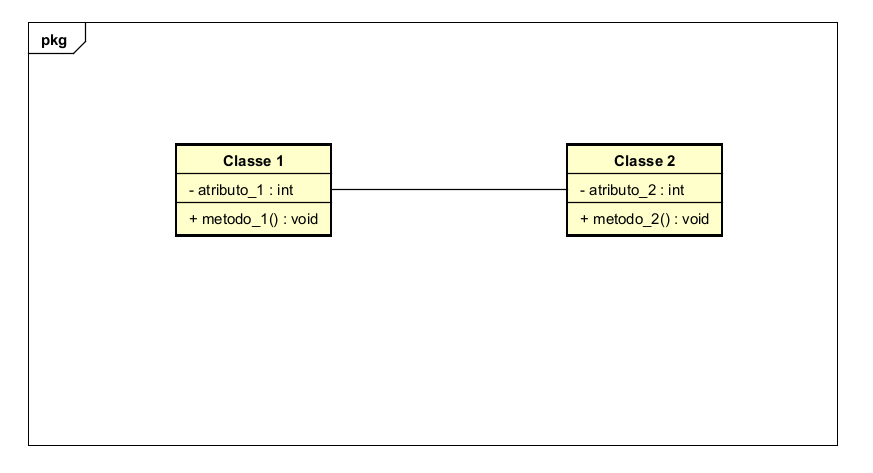 pkg
Classe 1
- atributo_1 : int
+ metodo_1() : void
Classe 2
- atributo_2 : int
+ metodo_2() : void